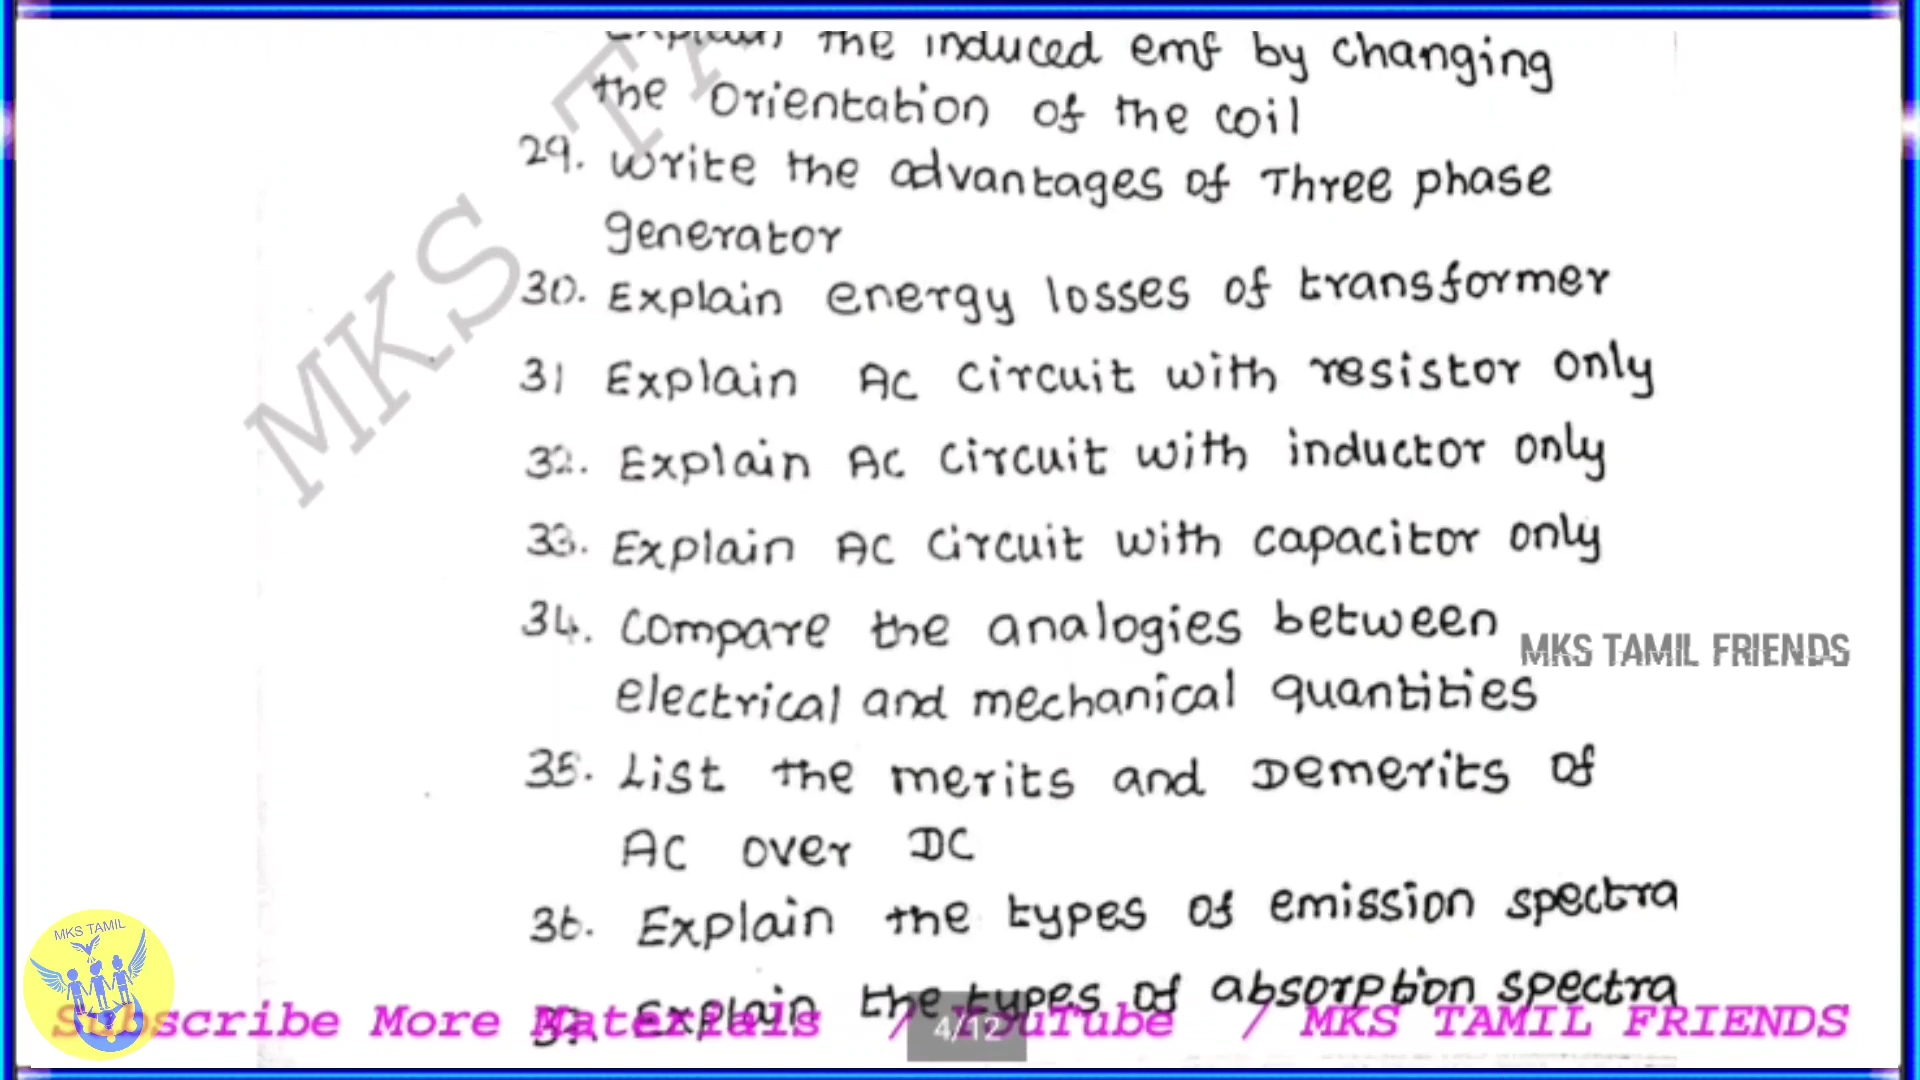 Explain the induced emf by changing
the Orientation of the coil
29. Write the advantages of Three phase
generator
30. Explain energy losses of transformer
31 Explain AC Circuit with resistor only
32. Explain AC Circuit with inductor only
33. Explain AC Circuit with capacitor only
34. Compare the analogies between
electrical and mechanical quantities
35. List the merits and Demerits of
AC over DC
36. Explain the types of emission spectra
37. Explain the types of absorption spectra
MKS TA
MKS TAMIL FRIENDS
MKS TAMIL
Subscribe More Materials / YouTube / MKS TAMIL FRIENDS
4/12